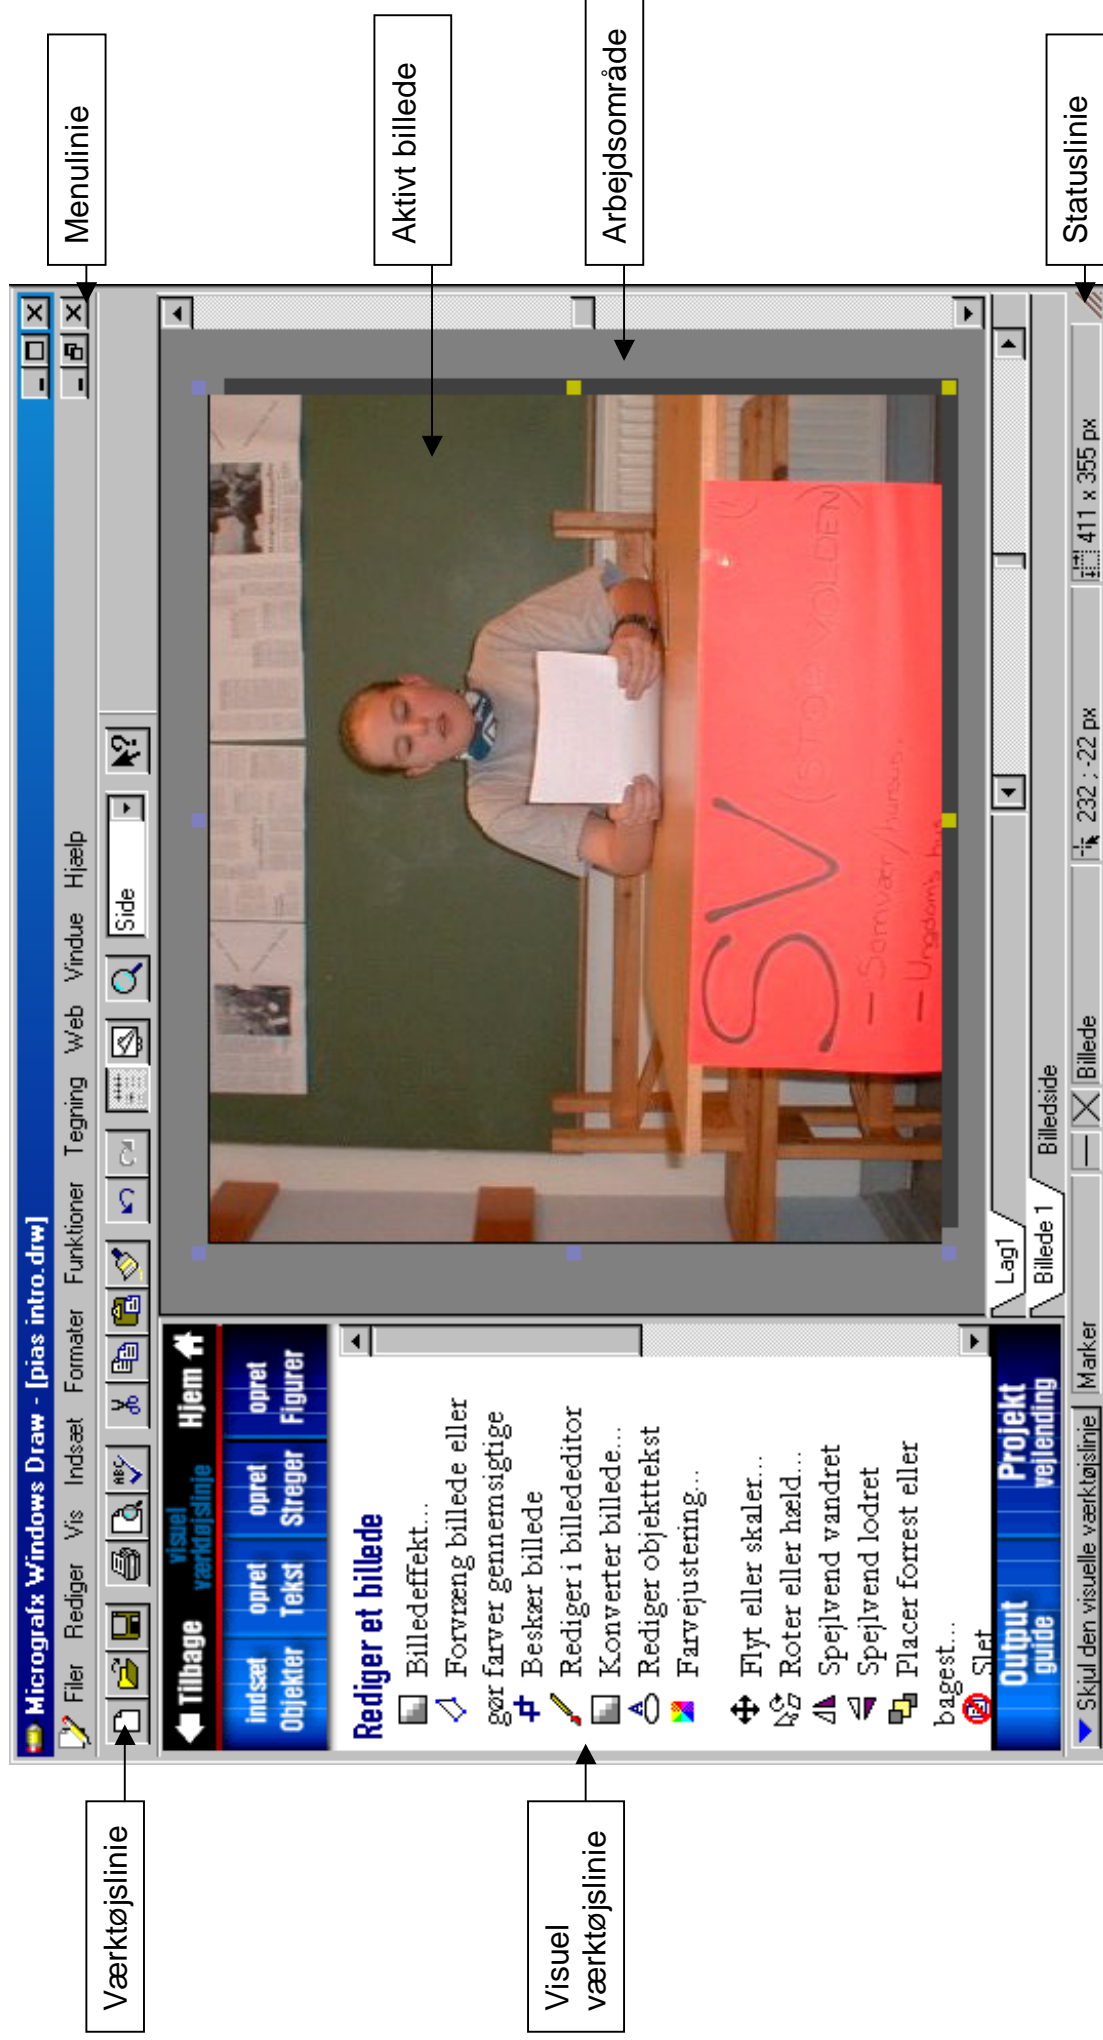 Menulinie
Aktivt billede
Arbejdsområde
Statuslinie
Værktøjslinie
Visuel
værktøjslinie
Micrografx Windows Draw - [pias intro.drw]
Filer Rediger Vis Indsæt Formater Funktioner Tegning Web Vindue Hjælp
ABC
Side
Tilbage
visuel
værktøjslinje
Hjem
indsæt opret opret opret
Objekter Tekst Streger Figurer
Rediger et billede
Billedeffekt...
Forvræng billede eller
gør farver gennemsigtige
Beskær billede
Rediger i billededitor
Konverter billede...
Rediger objekttekst
Farvejustering...
Flyt eller skaler...
Roter eller hæld...
Spejlvend vandret
Spejlvend lodret
Placer forrest eller
bagest...
Slet
Output
guide
Projekt
vejlending
SV (STOP VOLDEN)
- Samvær/hunsus.
- Ungdom's
Lag1
Billede 1 Billedside
Skjul den visuelle værktøjslinje Marker Billede 232 ; -22 px 411 x 355 px